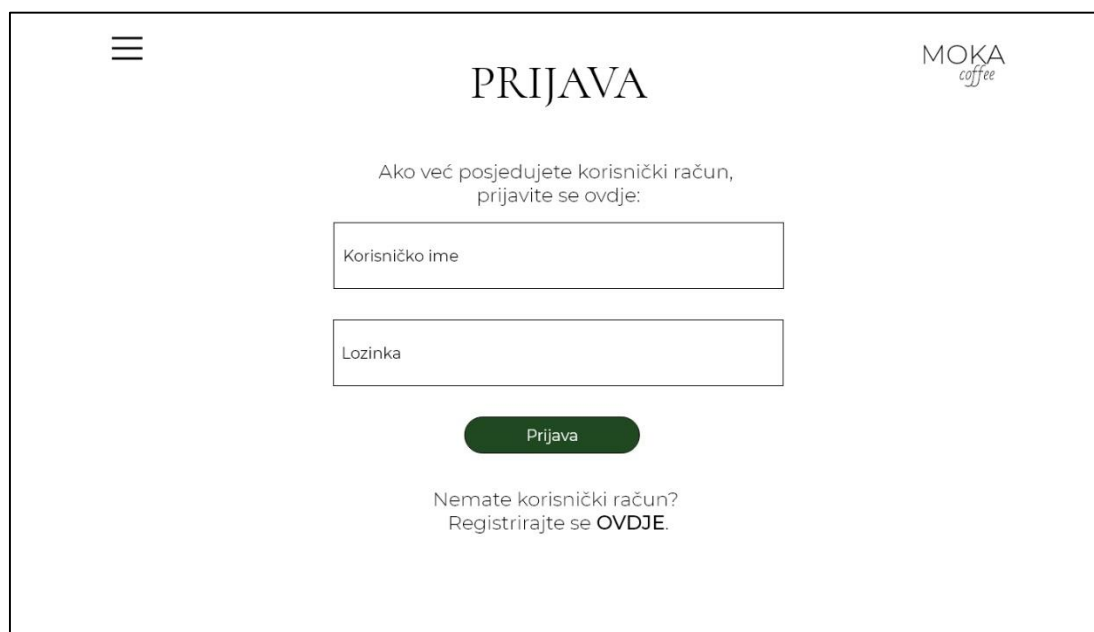 MOKA
coffee
PRIJAVA
Ako već posjedujete korisnički račun,
prijavite se ovdje:
Korisničko ime
Lozinka
Prijava
Nemate korisnički račun?
Registrirajte se OVDJE.